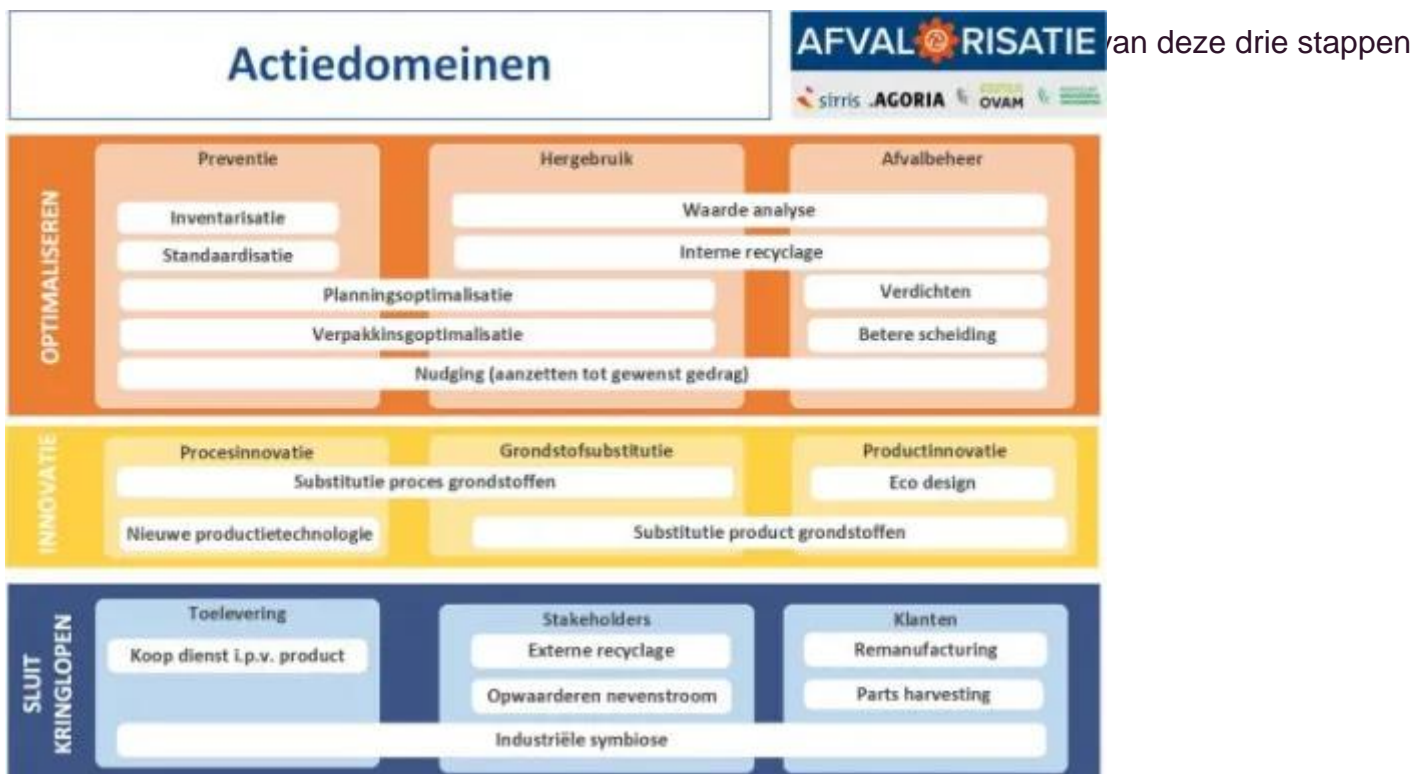 Actiedomeinen
AFVALORISATIE
van deze drie stappen
sirris .AGORIA OVAM
OPTIMALISEREN
Preventie
Hergebruik
Afvalbeheer
Inventarisatie
Waarde analyse
Standaardisatie
Interne recyclage
Planningsoptimalisatie
Verdichten
Verpakkinsgoptimalisatie
Betere scheiding
Nudging (aanzetten tot gewenst gedrag)
INNOVATIE
Procesinnovatie
Grondstofsubstitutie
Productinnovatie
Substitutie proces grondstoffen
Eco design
Nieuwe productietechnologie
Substitutie product grondstoffen
SLUIT
KRINGLOPEN
Toelevering
Stakeholders
Klanten
Koop dienst i.p.v. product
Externe recyclage
Remanufacturing
Opwaarderen nevenstroom
Parts harvesting
Industriële symbiose